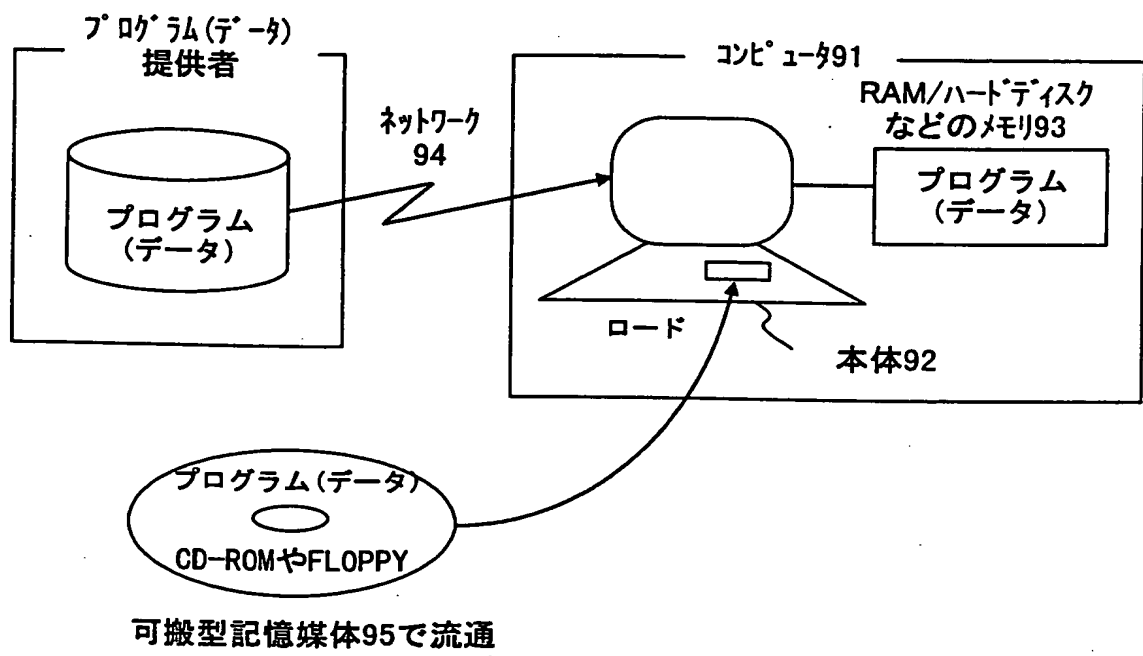 プログラム(データ)
提供者
プログラム
(データ)
ネットワーク
94
コンピュータ91
RAM/ハードディスク
などのメモリ93
プログラム
(データ)
ロード
本体92
プログラム(データ)
CD-ROMやFLOPPY
可搬型記憶媒体95で流通